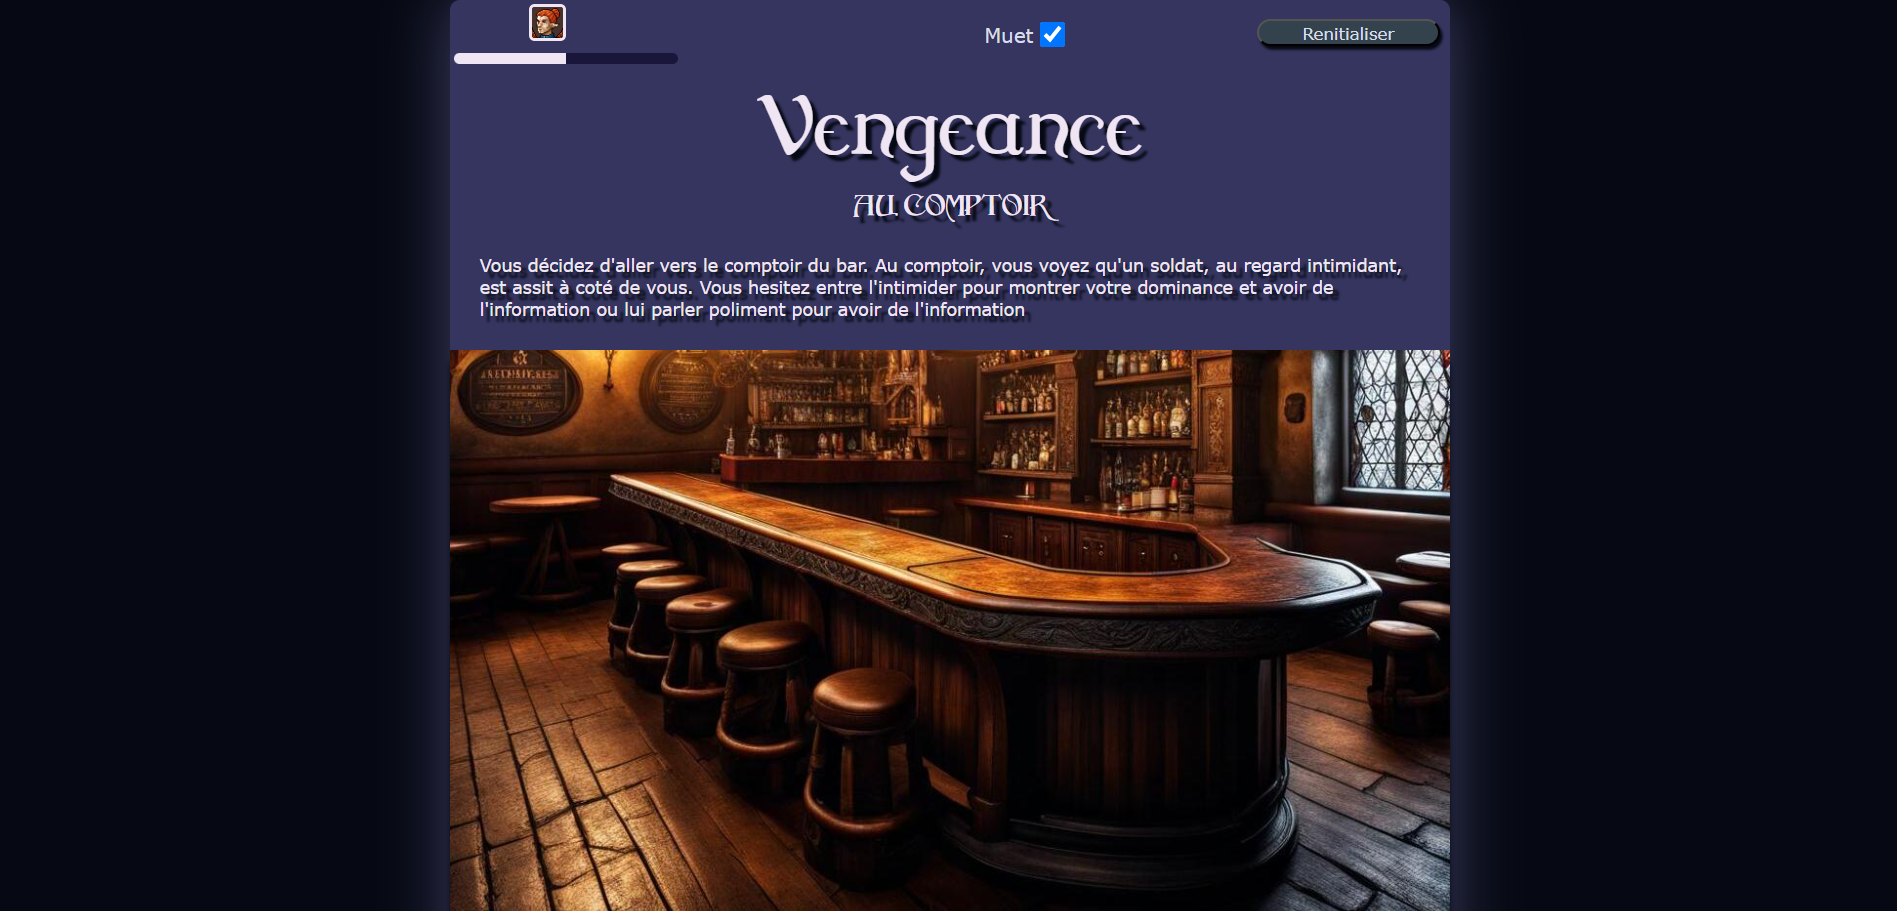 Muet
Renitialiser
Vengeance
AU COMPTOIR
Vous décidez d'aller vers le comptoir du bar. Au comptoir, vous voyez qu'un soldat, au regard intimidant,
est assit à coté de vous. Vous hesitez entre l'intimider pour montrer votre dominance et avoir de
l'information ou lui parler poliment pour avoir de l'information